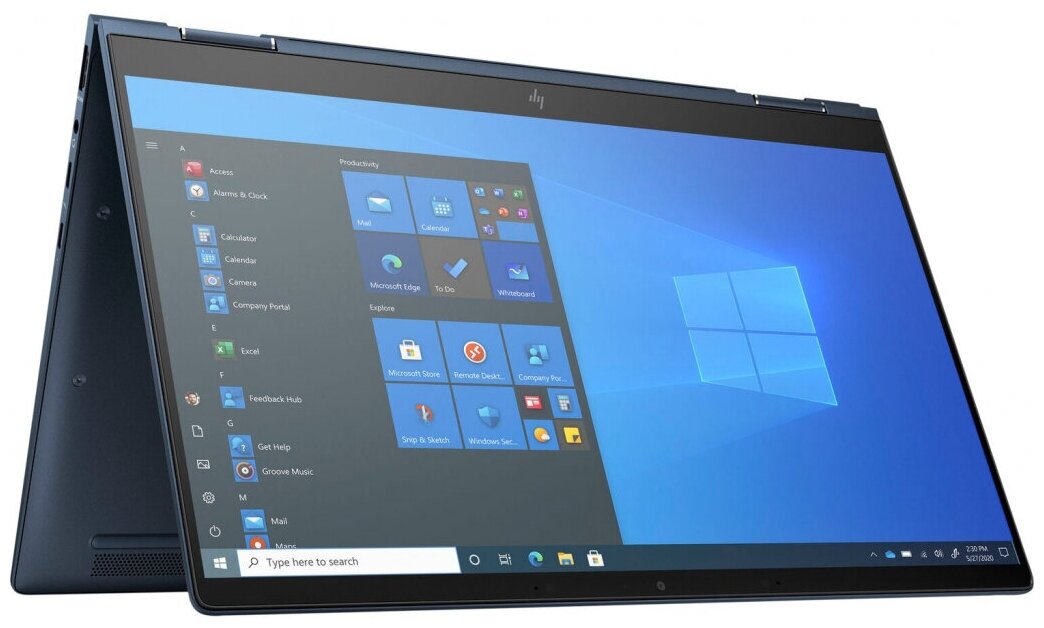 hp
A
Access
Alarms & Clock
C
Calculator
Calendar
Camera
Company Portal
E
Excel
F
Feedback Hub
G
Get Help
Groove Music
M
Mail
Maps
Productivity
Mail
Calendar
Microsoft Edge
To Do
Whiteboard
Explore
Microsoft Store
Remote Deskt...
Company Por...
Snip & Sketch
Windows Sec...
Type here to search
2:30 PM
5/27/2020